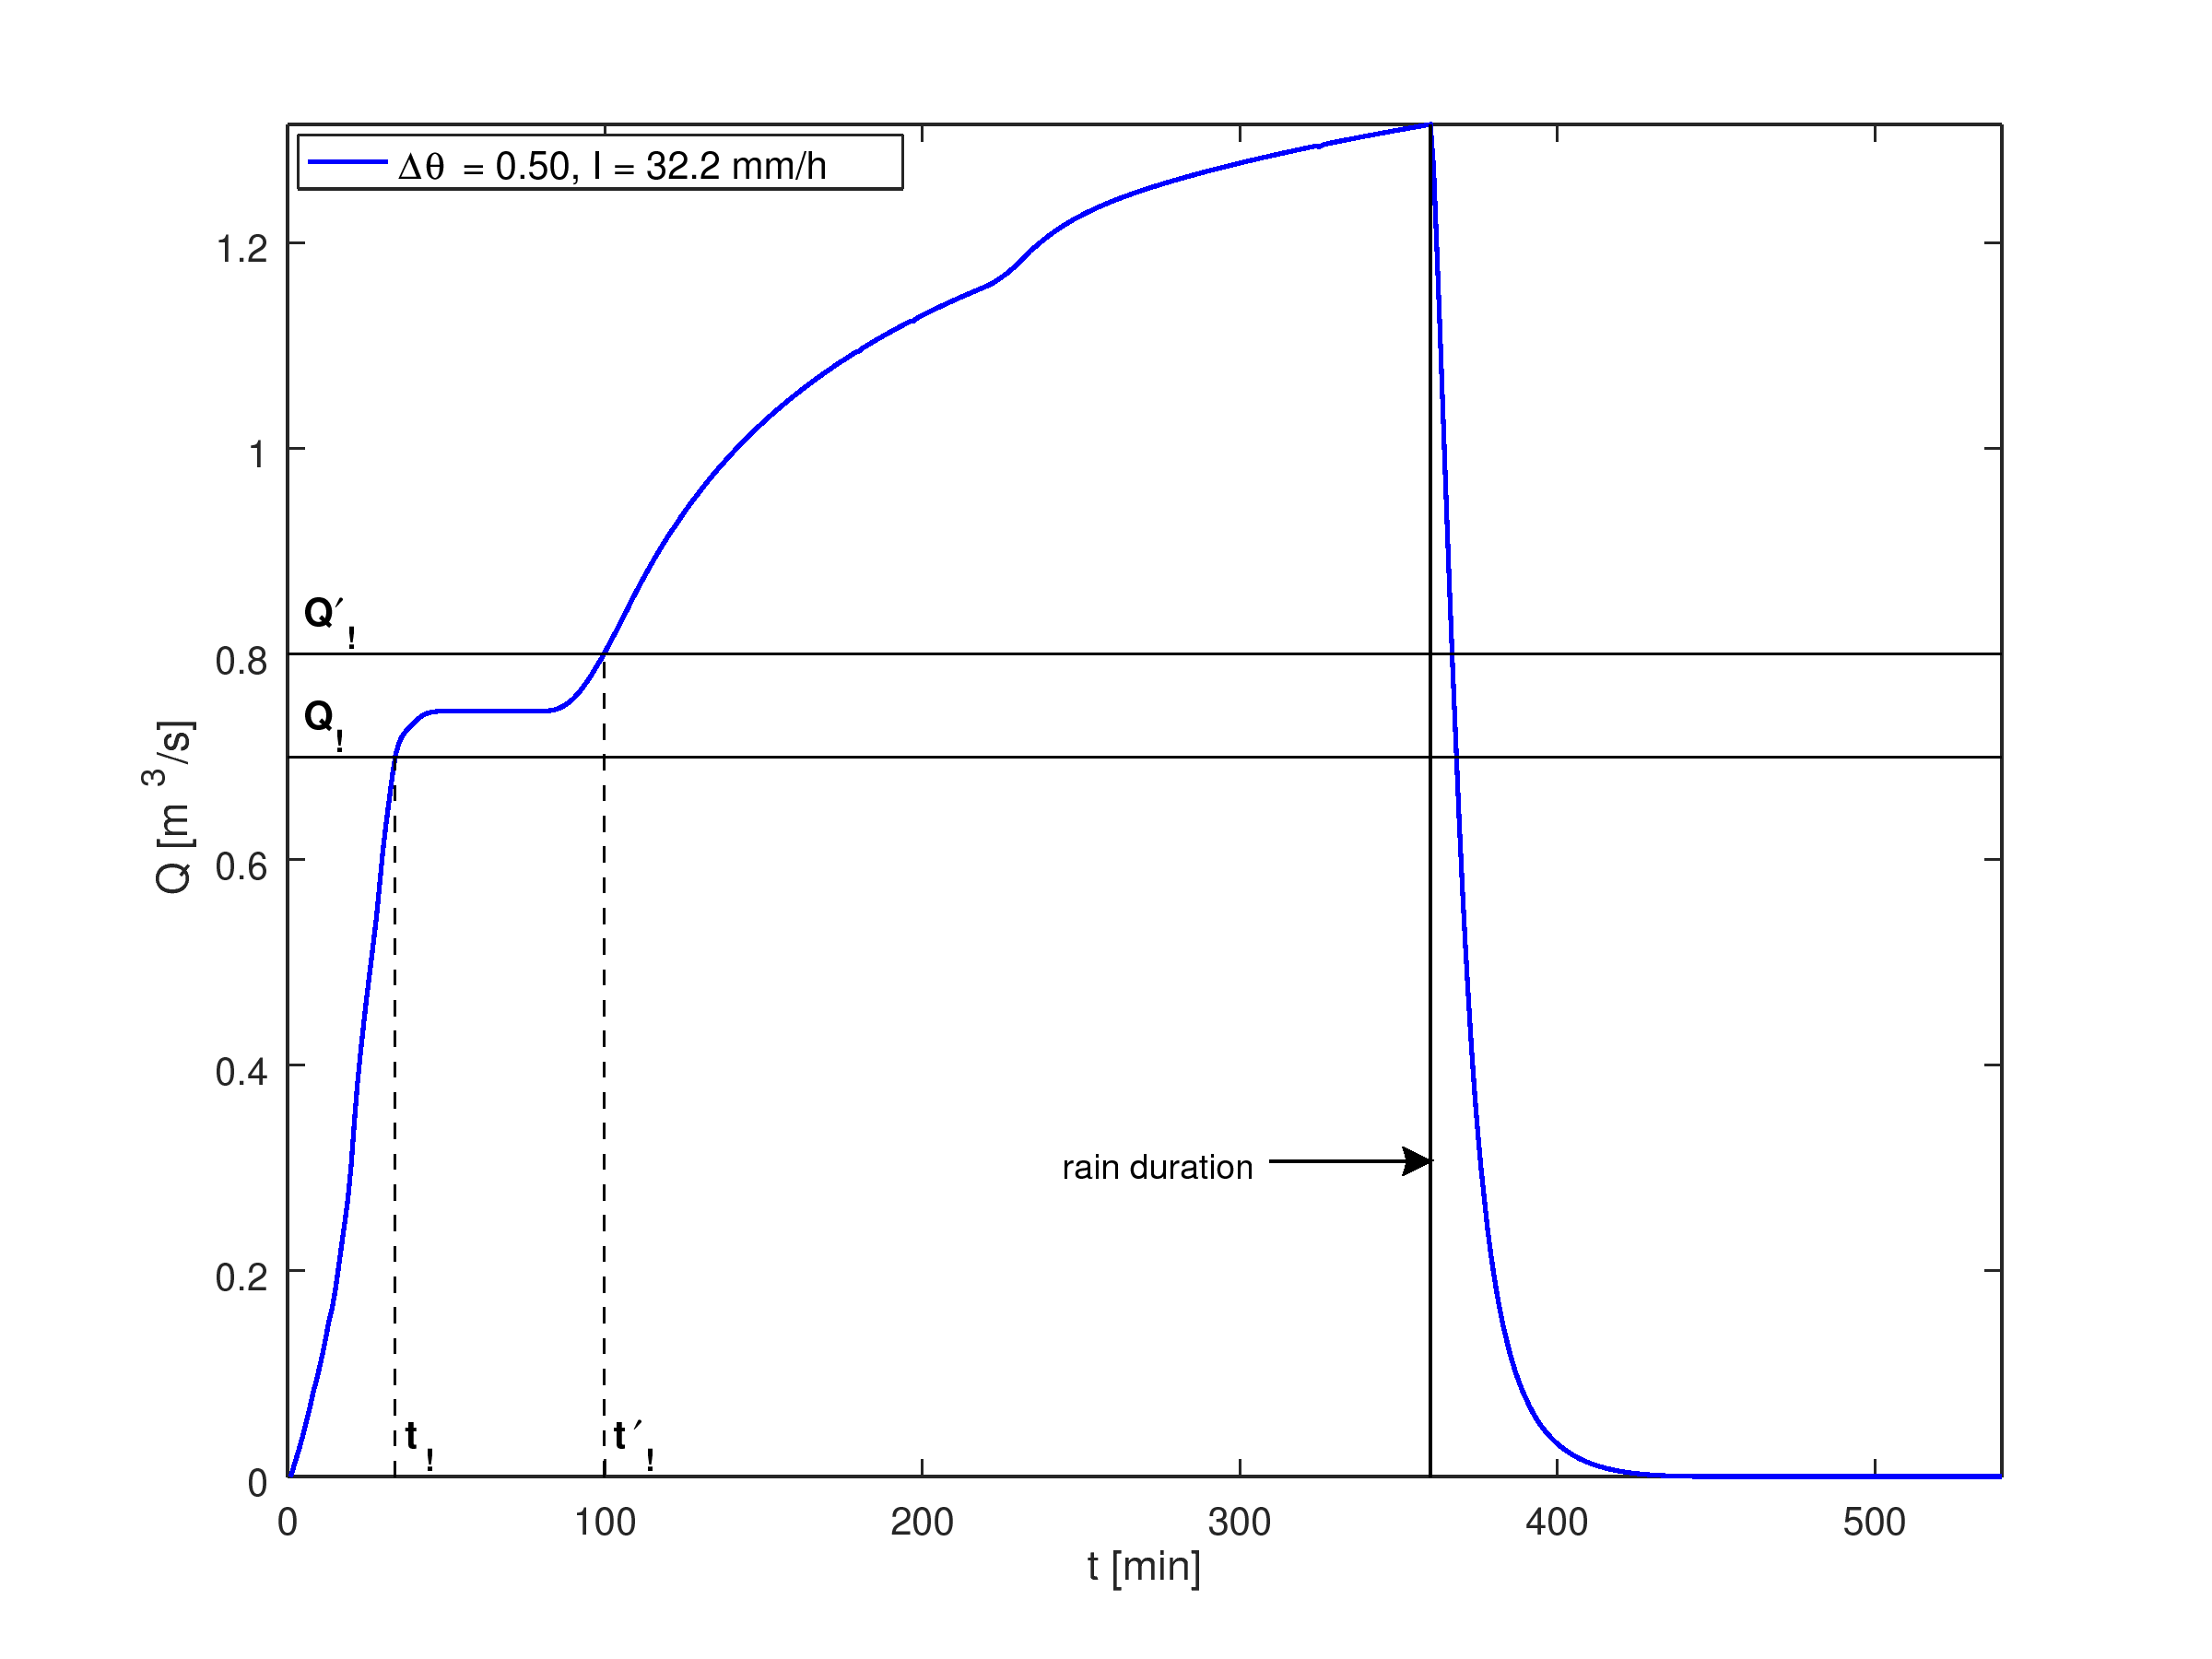 Δθ = 0.50, I = 32.2 mm/h
1.2
1
Q′!
0.8
Q!
Q [m 3/s]
0.6
0.4
rain duration
0.2
t!
t′!
0
0 100 200 300 400 500
t [min]